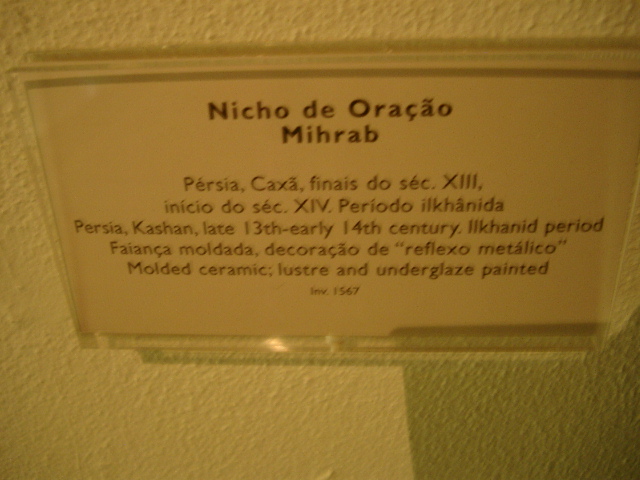 Nicho de Oração
Mihrab
Pérsia, Caxã, finais do séc. XIII,
início do séc. XIV. Período ilkhânida
Persia, Kashan, late 13th-early 14th century. Ilkhanid period
Faiança moldada, decoração de “reflexo metálico”
Molded ceramic; lustre and underglaze painted
Inv. 1567